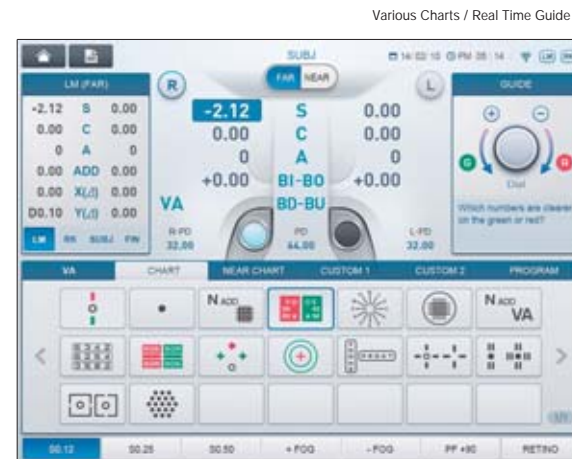 Various Charts / Real Time Guide
SUBJ
FAR NEAR
LM (FAR)
R
L
GUIDE
-2.12 S 0.00
0.00 C 0.00
0 A 0
0.00 ADD 0.00
0.00 X(⊿) 0.00
D0.10 Y(⊿) 0.00
LM RR SUBJ FIN
-2.12 S 0.00
0.00 C 0.00
0 A 0
+0.00 BI-BO +0.00
VA BD-BU
R-PD PD L-PD
32.00 64.00 32.00
G
Dial
Which numbers are clearer
on the green or red?
VA CHART NEAR CHART CUSTOM 1 CUSTOM 2 PROGRAM
N ADD
N ADD
VA
S0.12 S0.25 S0.50 +FOG -FOG PF +90 RETINO